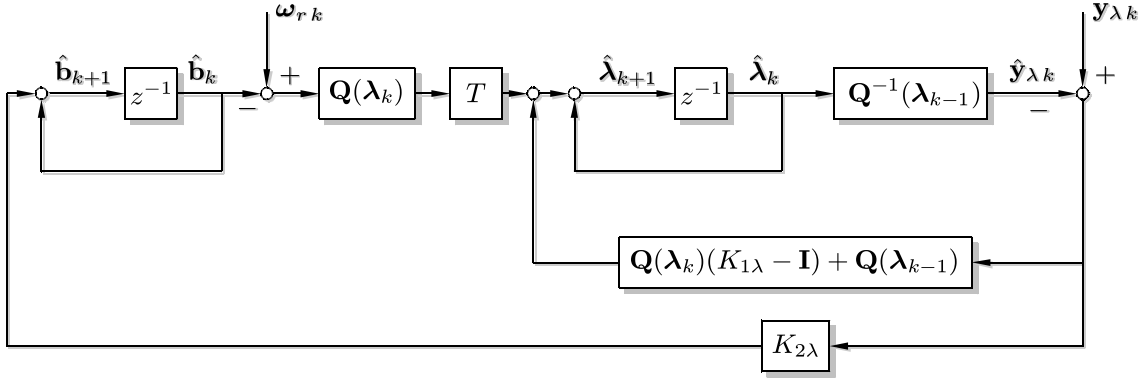 ω_{r k}
y_{λ k}
b̂_{k+1}
z⁻¹
b̂_k
−
+
Q(λ_k)
T
λ̂_{k+1}
z⁻¹
λ̂_k
Q⁻¹(λ_{k−1})
ŷ_{λ k}
−
+
Q(λ_k)(K_{1λ} − I) + Q(λ_{k−1})
K_{2λ}